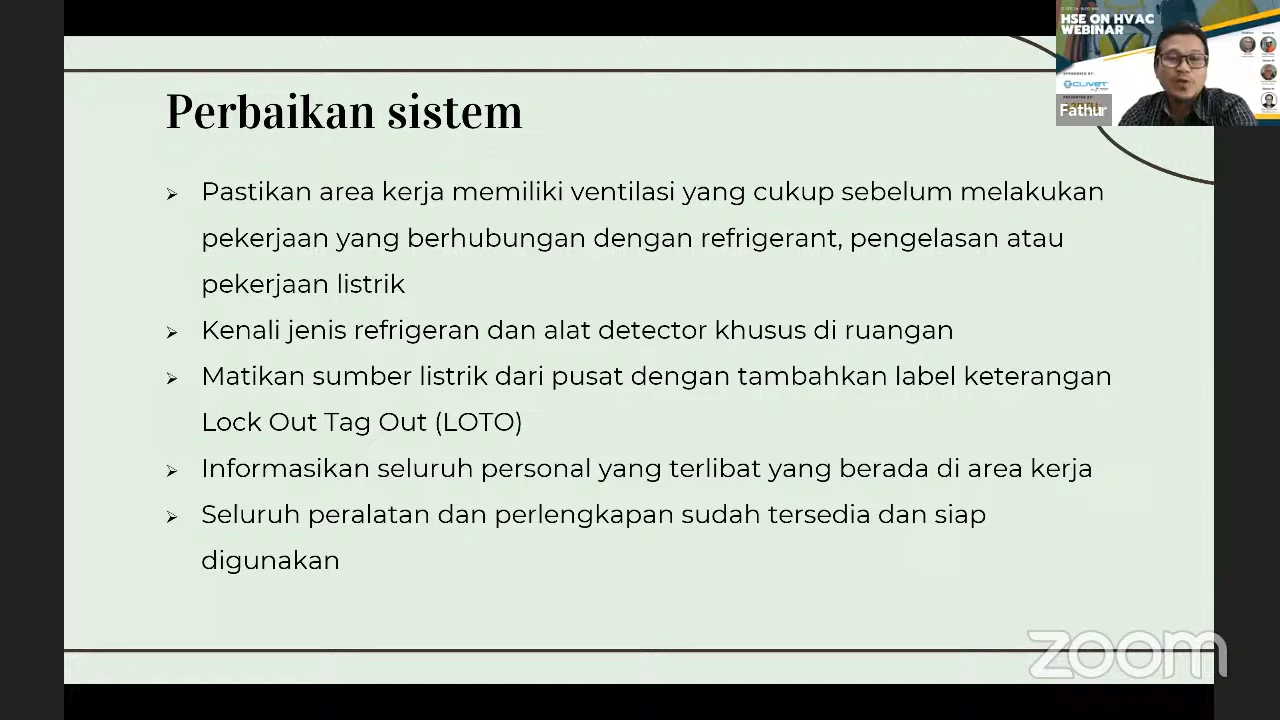 HSE ON HVAC
WEBINAR
SPONSORED BY:
CLIVET
Fathur
Perbaikan sistem
➢ Pastikan area kerja memiliki ventilasi yang cukup sebelum melakukan
pekerjaan yang berhubungan dengan refrigerant, pengelasan atau
pekerjaan listrik
➢ Kenali jenis refrigeran dan alat detector khusus di ruangan
➢ Matikan sumber listrik dari pusat dengan tambahkan label keterangan
Lock Out Tag Out (LOTO)
➢ Informasikan seluruh personal yang terlibat yang berada di area kerja
➢ Seluruh peralatan dan perlengkapan sudah tersedia dan siap
digunakan
zoom